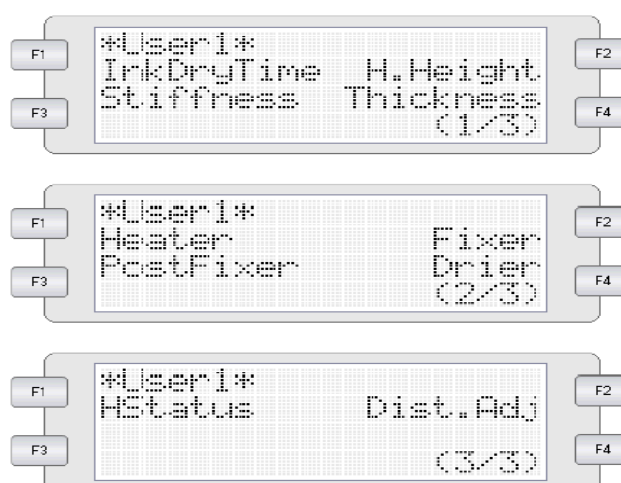 *User1*
F1 InkDryTime H.Height F2
F3 Stiffness Thickness F4
(1/3)
*User1*
F1 Heater Fixer F2
F3 PostFixer Drier F4
(2/3)
*User1*
F1 HStatus Dist.Adj F2
F3 (3/3) F4